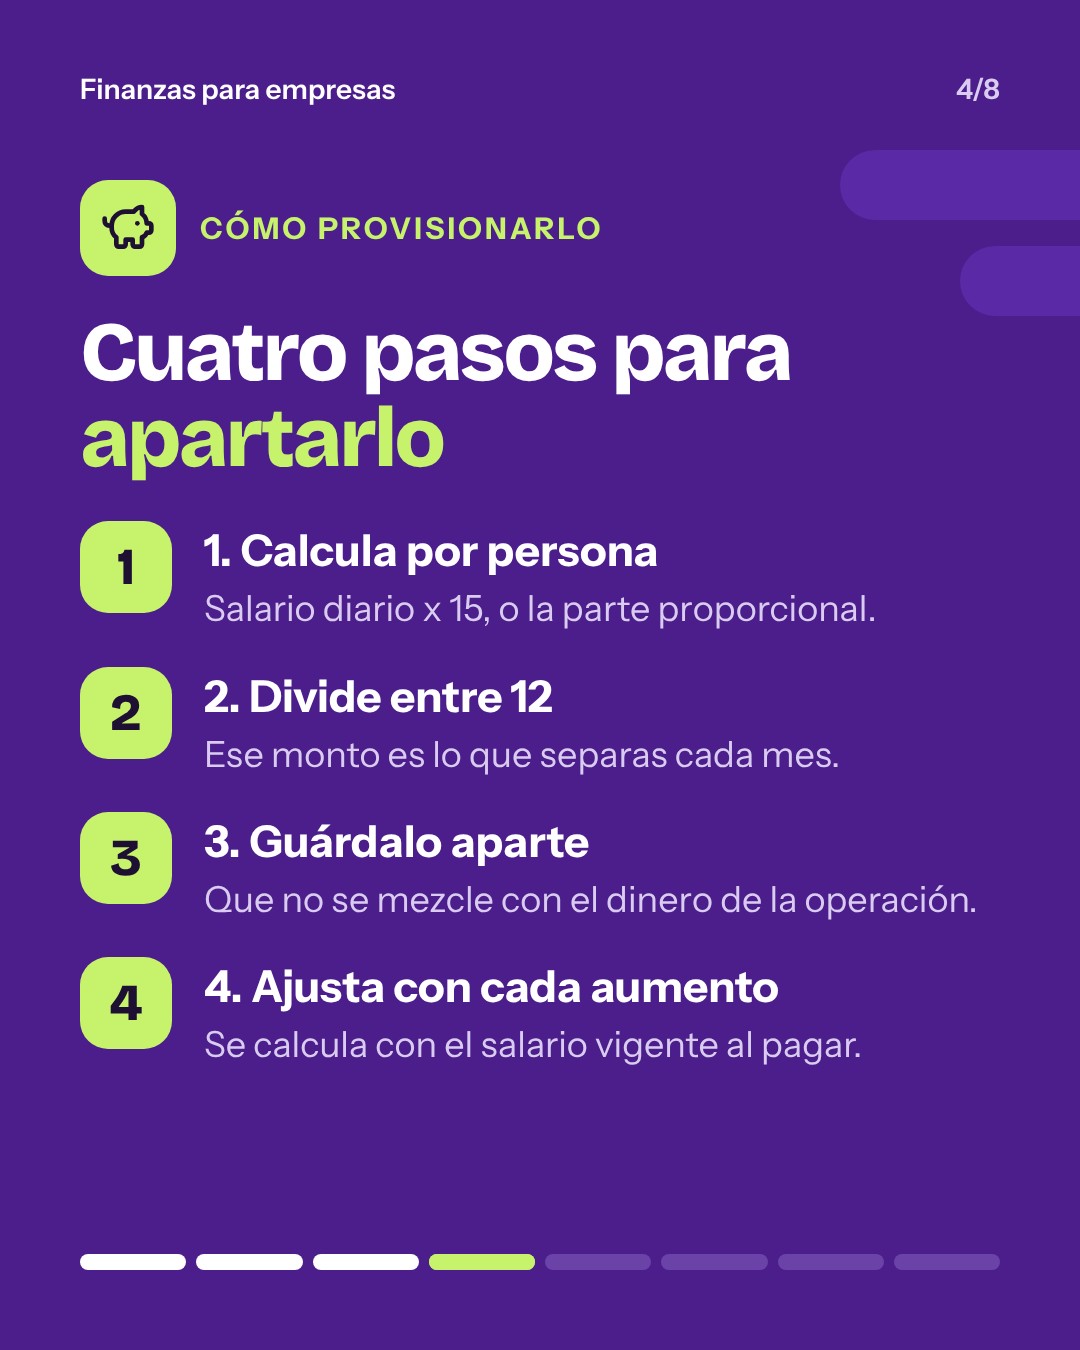 Finanzas para empresas
4/8
CÓMO PROVISIONARLO
Cuatro pasos para
apartarlo
1
1. Calcula por persona
Salario diario x 15, o la parte proporcional.
2
2. Divide entre 12
Ese monto es lo que separas cada mes.
3
3. Guárdalo aparte
Que no se mezcle con el dinero de la operación.
4
4. Ajusta con cada aumento
Se calcula con el salario vigente al pagar.